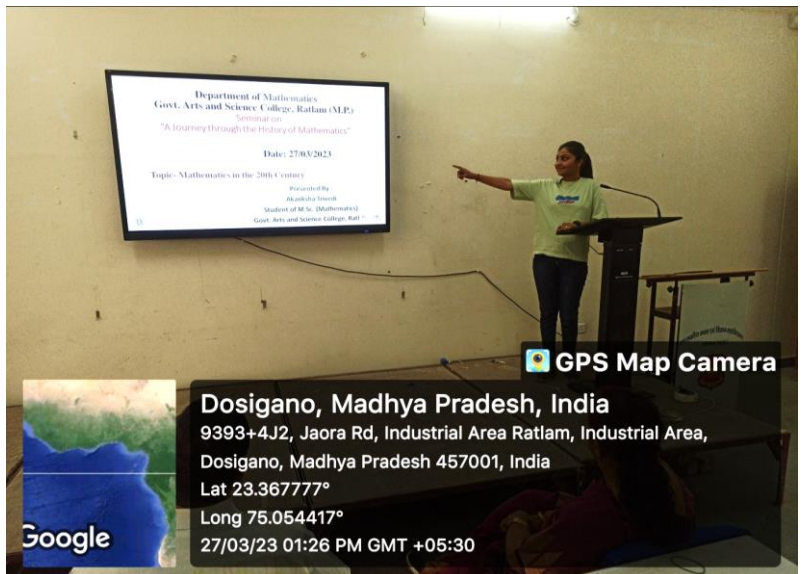 Department of Mathematics
Govt. Arts and Science College, Ratlam (M.P.)
Seminar on
"A Journey through the History of Mathematics"
Date: 27/03/2023
Topic- Mathematics in the 20th Century
Presented By
Akanksha Trivedi
Student of M.Sc. (Mathematics)
Govt. Arts and Science College,
GPS Map Camera
Dosigano, Madhya Pradesh, India
9393+4J2, Jaora Rd, Industrial Area Ratlam, Industrial Area,
Dosigano, Madhya Pradesh 457001, India
Lat 23.367777°
Long 75.054417°
27/03/23 01:26 PM GMT +05:30
Google